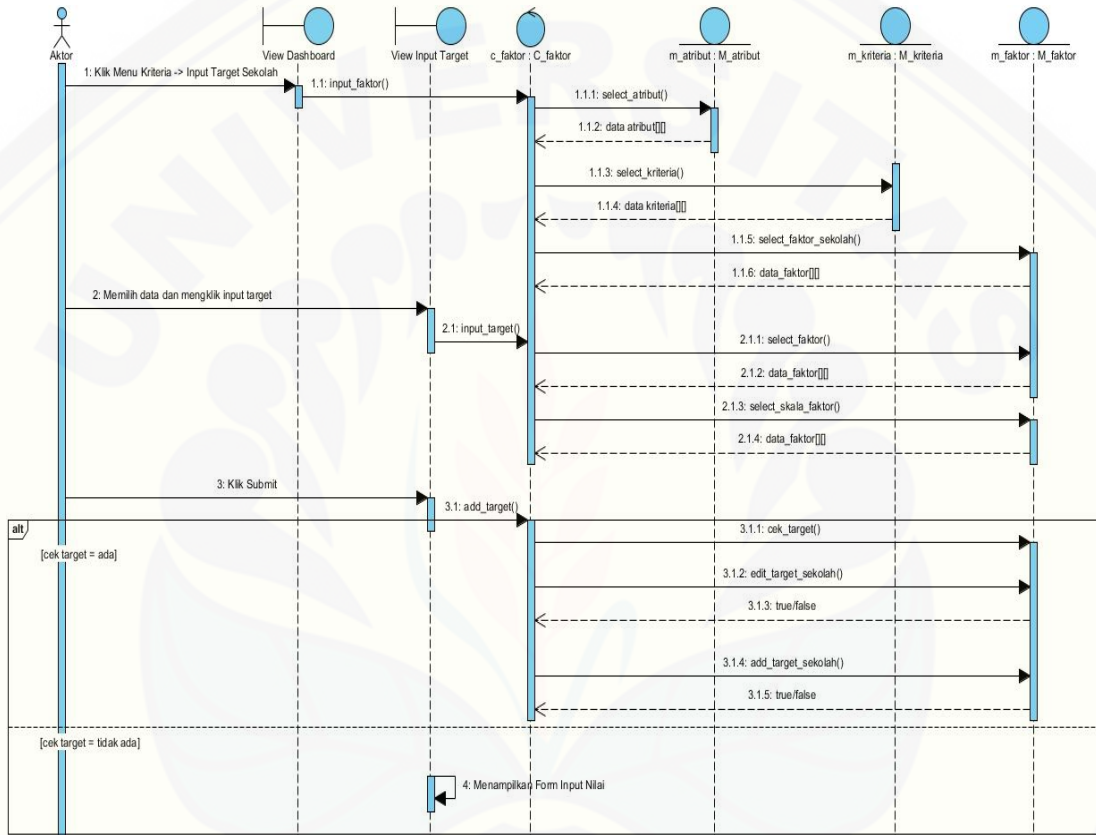 Aktor
View Dashboard
View Input Target
c_faktor : C_faktor
m_atribut : M_atribut
m_kriteria : M_kriteria
m_faktor : M_faktor
1: Klik Menu Kriteria -> Input Target Sekolah
1.1: input_faktor()
1.1.1: select_atribut()
1.1.2: data atribut[][]
1.1.3: select_kriteria()
1.1.4: data kriteria[][]
1.1.5: select_faktor_sekolah()
1.1.6: data_faktor[][]
2: Memilih data dan mengklik input target
2.1: input_target()
2.1.1: select_faktor()
2.1.2: data_faktor[][]
2.1.3: select_skala_faktor()
2.1.4: data_faktor[][]
3: Klik Submit
3.1: add_target()
alt
[cek target = ada]
3.1.1: cek_target()
3.1.2: edit_target_sekolah()
3.1.3: true/false
3.1.4: add_target_sekolah()
3.1.5: true/false
[cek target = tidak ada]
4: Menampilkan Form Input Nilai
UNIVERSITAS